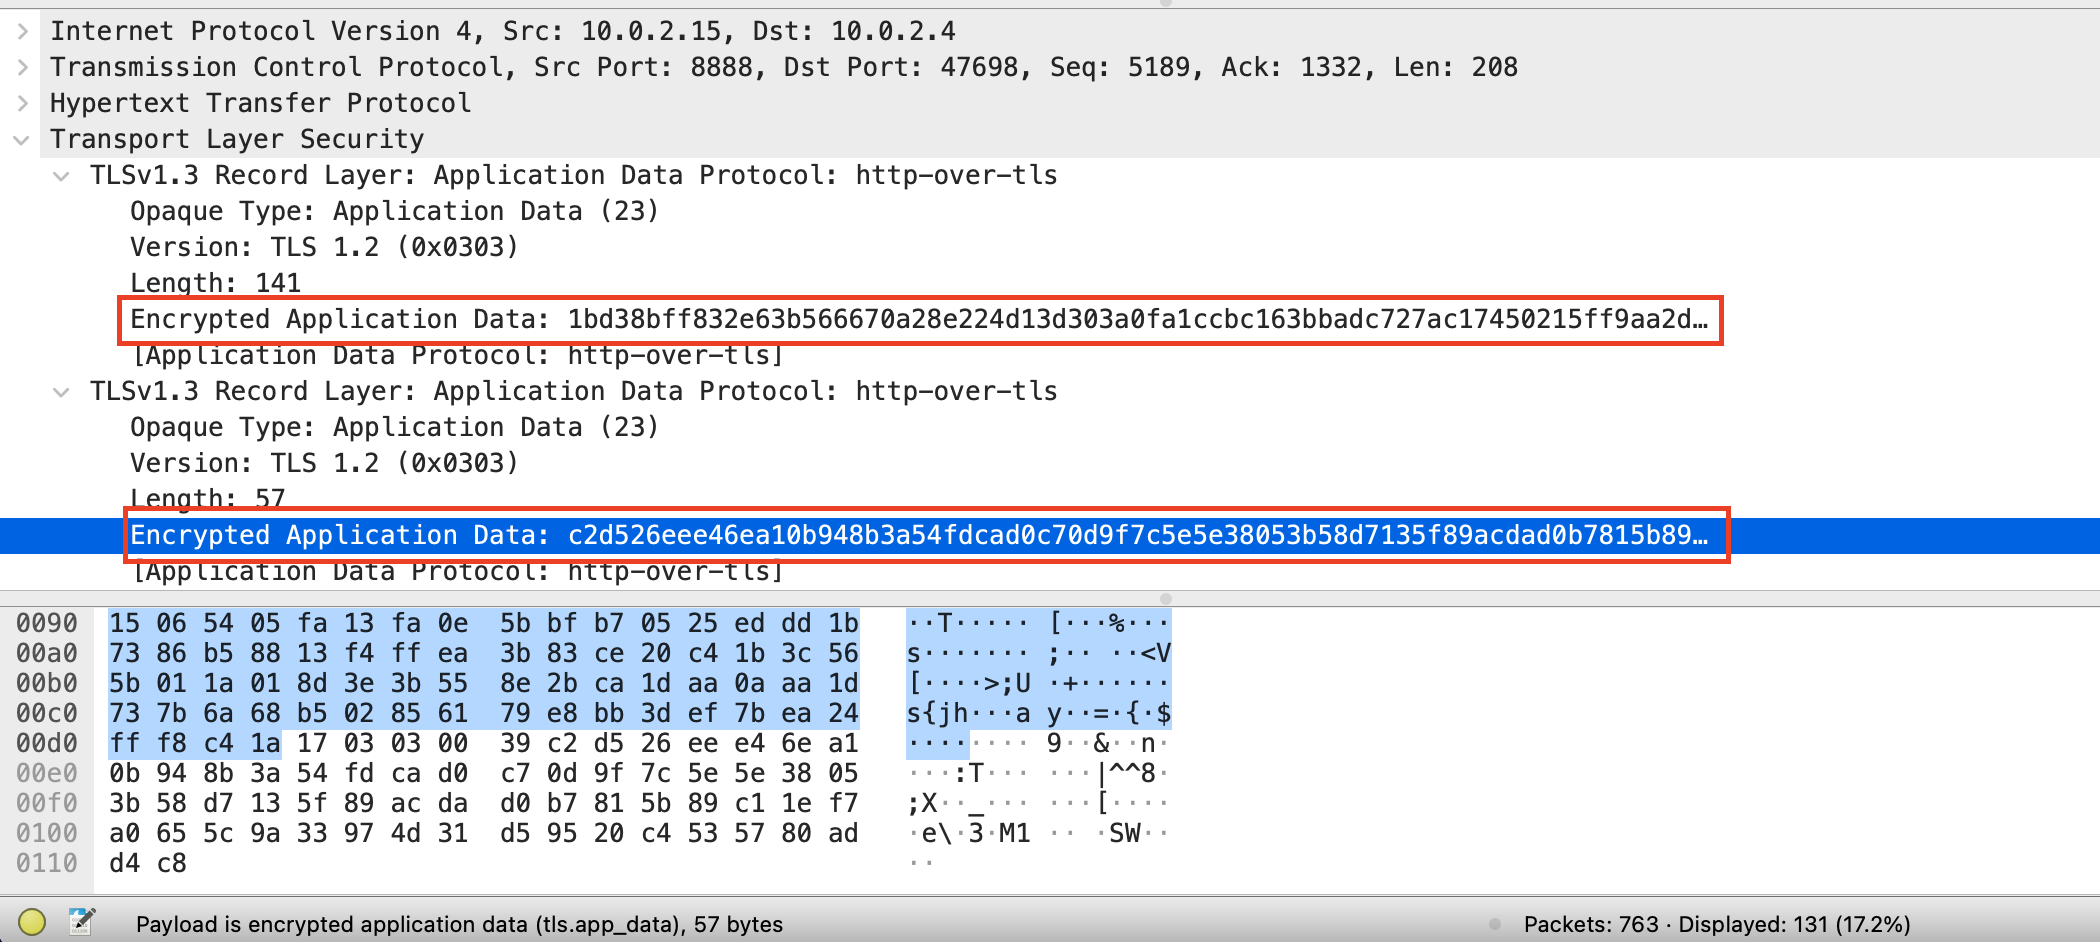 Internet Protocol Version 4, Src: 10.0.2.15, Dst: 10.0.2.4
Transmission Control Protocol, Src Port: 8888, Dst Port: 47698, Seq: 5189, Ack: 1332, Len: 208
Hypertext Transfer Protocol
Transport Layer Security
TLSv1.3 Record Layer: Application Data Protocol: http-over-tls
Opaque Type: Application Data (23)
Version: TLS 1.2 (0x0303)
Length: 141
Encrypted Application Data: 1bd38bff832e63b566670a28e224d13d303a0fa1ccbc163bbadc727ac17450215ff9aa2d…
[Application Data Protocol: http-over-tls]
TLSv1.3 Record Layer: Application Data Protocol: http-over-tls
Opaque Type: Application Data (23)
Version: TLS 1.2 (0x0303)
Length: 57
Encrypted Application Data: c2d526eee46ea10b948b3a54fdcad0c70d9f7c5e5e38053b58d7135f89acdad0b7815b89…
[Application Data Protocol: http-over-tls]
0090 15 06 54 05 fa 13 fa 0e 5b bf b7 05 25 ed dd 1b ··T····· [···%···
00a0 73 86 b5 88 13 f4 ff ea 3b 83 ce 20 c4 1b 3c 56 s······· ;·· ··<V
00b0 5b 01 1a 01 8d 3e 3b 55 8e 2b ca 1d aa 0a aa 1d [····>;U ·+······
00c0 73 7b 6a 68 b5 02 85 61 79 e8 bb 3d ef 7b ea 24 s{jh···a y··=·{·$
00d0 ff f8 c4 1a 17 03 03 00 39 c2 d5 26 ee e4 6e a1 ········ 9··&··n·
00e0 0b 94 8b 3a 54 fd ca d0 c7 0d 9f 7c 5e 5e 38 05 ···:T··· ···|^^8·
00f0 3b 58 d7 13 5f 89 ac da d0 b7 81 5b 89 c1 1e f7 ;X··_··· ···[····
0100 a0 65 5c 9a 33 97 4d 31 d5 95 20 c4 53 57 80 ad ·e\·3·M1 ·· ·SW··
0110 d4 c8 ··
Payload is encrypted application data (tls.app_data), 57 bytes
Packets: 763 · Displayed: 131 (17.2%)